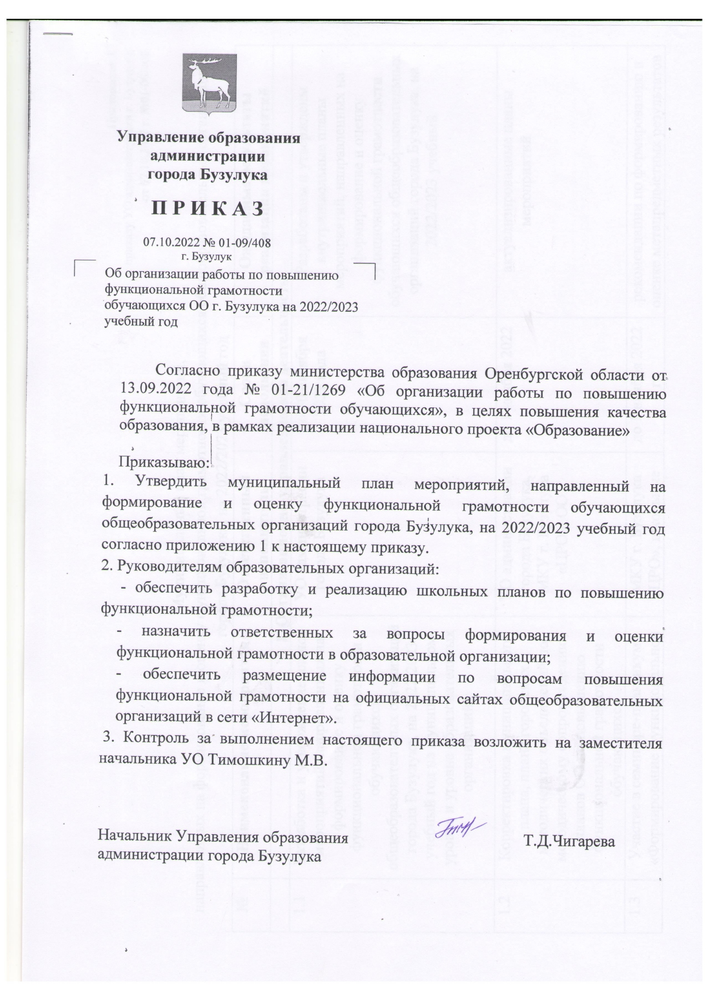 Управление образования
администрации
города Бузулука
П Р И К А З
07.10.2022 № 01-09/408
г. Бузулук
Об организации работы по повышению
функциональной грамотности
обучающихся ОО г. Бузулука на 2022/2023
учебный год
Согласно приказу министерства образования Оренбургской области от
13.09.2022 года № 01-21/1269 «Об организации работы по повышению
функциональной грамотности обучающихся», в целях повышения качества
образования, в рамках реализации национального проекта «Образование»
Приказываю:
1. Утвердить муниципальный план мероприятий, направленный на
формирование и оценку функциональной грамотности обучающихся
общеобразовательных организаций города Бузулука, на 2022/2023 учебный год
согласно приложению 1 к настоящему приказу.
2. Руководителям образовательных организаций:
- обеспечить разработку и реализацию школьных планов по повышению
функциональной грамотности;
- назначить ответственных за вопросы формирования и оценки
функциональной грамотности в образовательной организации;
- обеспечить размещение информации по вопросам повышения
функциональной грамотности на официальных сайтах общеобразовательных
организаций в сети «Интернет».
3. Контроль за выполнением настоящего приказа возложить на заместителя
начальника УО Тимошкину М.В.
Начальник Управления образования
администрации города Бузулука
Т.Д.Чигарева